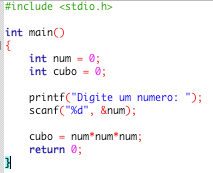 #include <stdio.h>
int main()
{
    int num = 0;
    int cubo = 0;
    printf("Digite um numero: ");
    scanf("%d", &num);
    cubo = num*num*num;
    return 0;
}